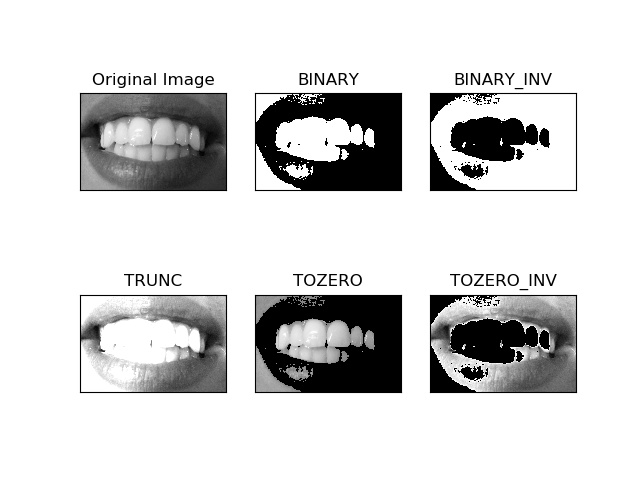 Original Image
BINARY
BINARY_INV
TRUNC
TOZERO
TOZERO_INV